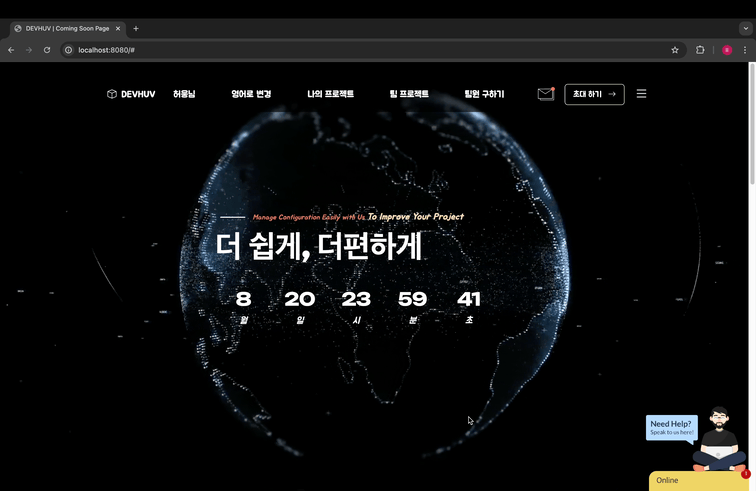 DEVHUV | Coming Soon Page
localhost:8080/#
DEVHUV 허웅님 영어로 변경 나의 프로젝트 팀 프로젝트 팀원 구하기 초대 하기 →
Manage Configuration Easily with Us To Improve Your Project
더 쉽게, 더편하게
8 20 23 59 41
월 일 시 분 초
Need Help?
Speak to us here!
Online